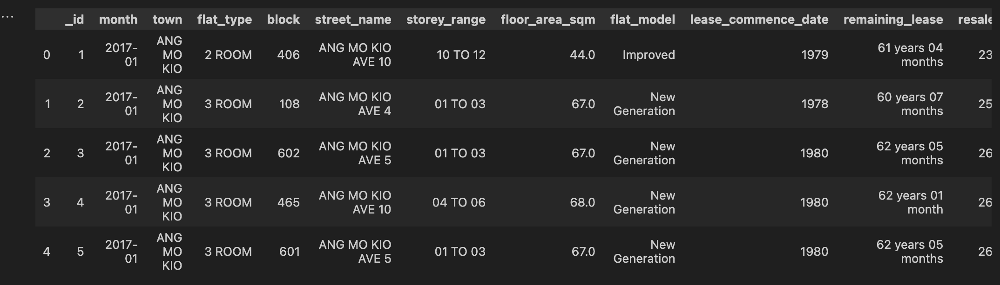 ...
_id month town flat_type block street_name storey_range floor_area_sqm flat_model lease_commence_date remaining_lease resale
0 1 2017-01 ANG MO KIO 2 ROOM 406 ANG MO KIO AVE 10 10 TO 12 44.0 Improved 1979 61 years 04 months 23
1 2 2017-01 ANG MO KIO 3 ROOM 108 ANG MO KIO AVE 4 01 TO 03 67.0 New Generation 1978 60 years 07 months 25
2 3 2017-01 ANG MO KIO 3 ROOM 602 ANG MO KIO AVE 5 01 TO 03 67.0 New Generation 1980 62 years 05 months 26
3 4 2017-01 ANG MO KIO 3 ROOM 465 ANG MO KIO AVE 10 04 TO 06 68.0 New Generation 1980 62 years 01 month 26
4 5 2017-01 ANG MO KIO 3 ROOM 601 ANG MO KIO AVE 5 01 TO 03 67.0 New Generation 1980 62 years 05 months 26